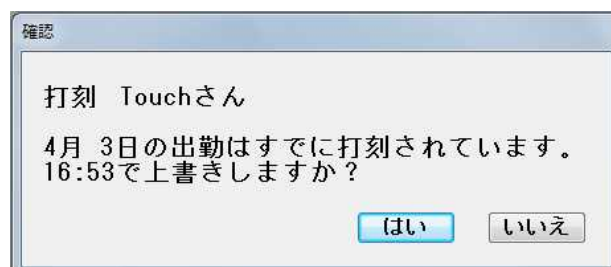 確認
打刻 Touchさん
4月 3日の出勤はすでに打刻されています。
16:53で上書きしますか？
はい いいえ